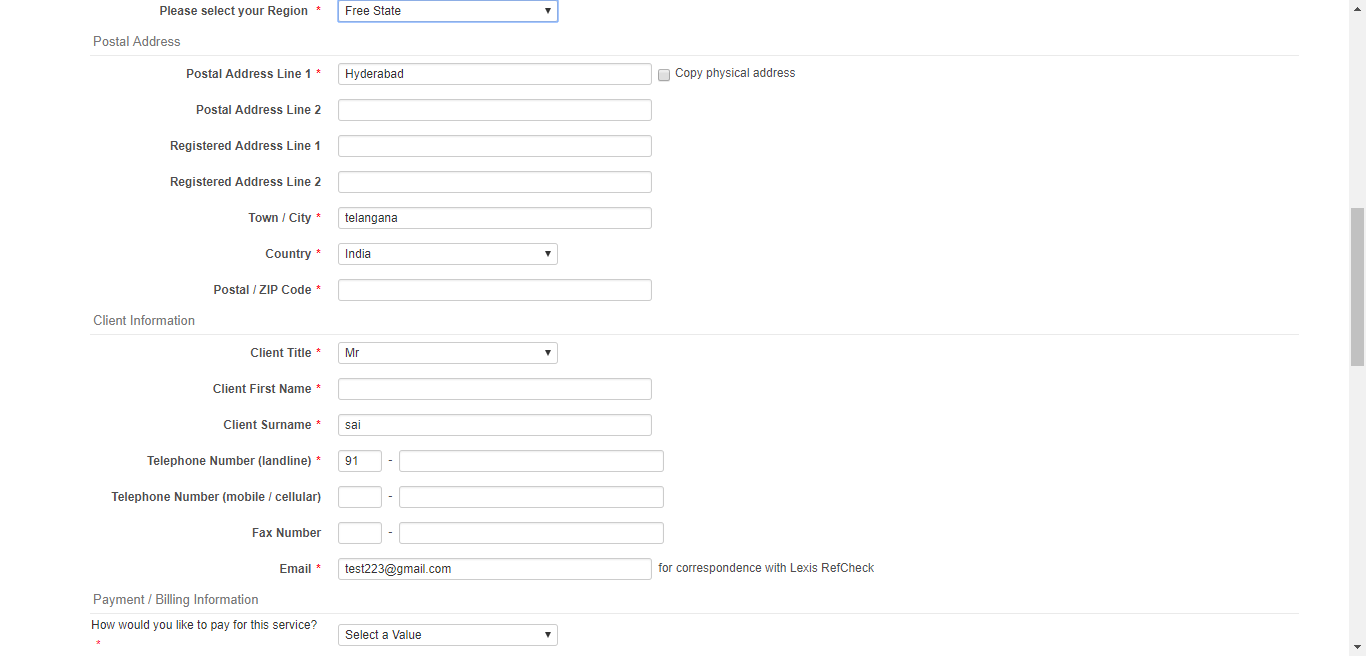 Please select your Region * Free State
Postal Address
Postal Address Line 1 * Hyderabad Copy physical address
Postal Address Line 2
Registered Address Line 1
Registered Address Line 2
Town / City * telangana
Country * India
Postal / ZIP Code *
Client Information
Client Title * Mr
Client First Name *
Client Surname * sai
Telephone Number (landline) * 91 -
Telephone Number (mobile / cellular) -
Fax Number -
Email * test223@gmail.com for correspondence with Lexis RefCheck
Payment / Billing Information
How would you like to pay for this service? Select a Value
*